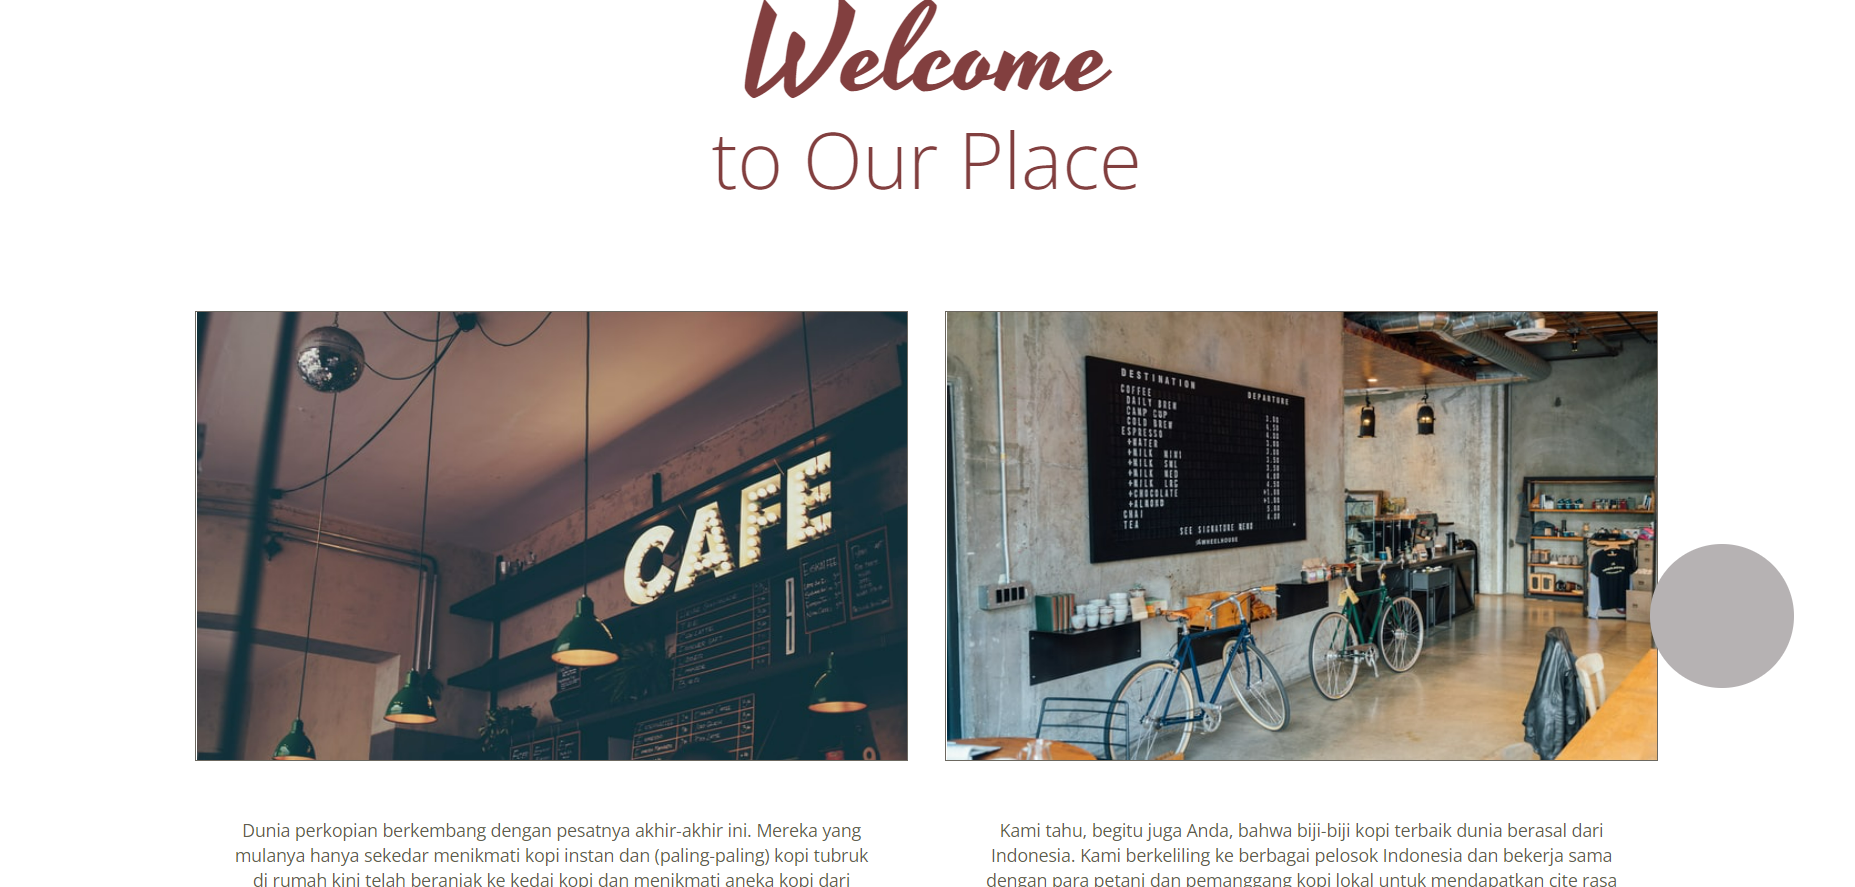 Welcome
to Our Place
CAFE
DESTINATION
DEPARTURE
COFFEE
DAILY BREW
CAMP CUP
COLD BREW
ESPRESSO
+WATER
+MILK MINI
+MILK SML
+MILK MED
+MILK LRG
+CHOCOLATE
+ALMOND
CHAI
TEA
SEE SIGNATURE MENU
@WHEELHOUSE
Dunia perkopian berkembang dengan pesatnya akhir-akhir ini. Mereka yang
mulanya hanya sekedar menikmati kopi instan dan (paling-paling) kopi tubruk
di rumah kini telah beranjak ke kedai kopi dan menikmati aneka kopi dari
Kami tahu, begitu juga Anda, bahwa biji-biji kopi terbaik dunia berasal dari
Indonesia. Kami berkeliling ke berbagai pelosok Indonesia dan bekerja sama
dengan para petani dan pemanggang kopi lokal untuk mendapatkan cite rasa